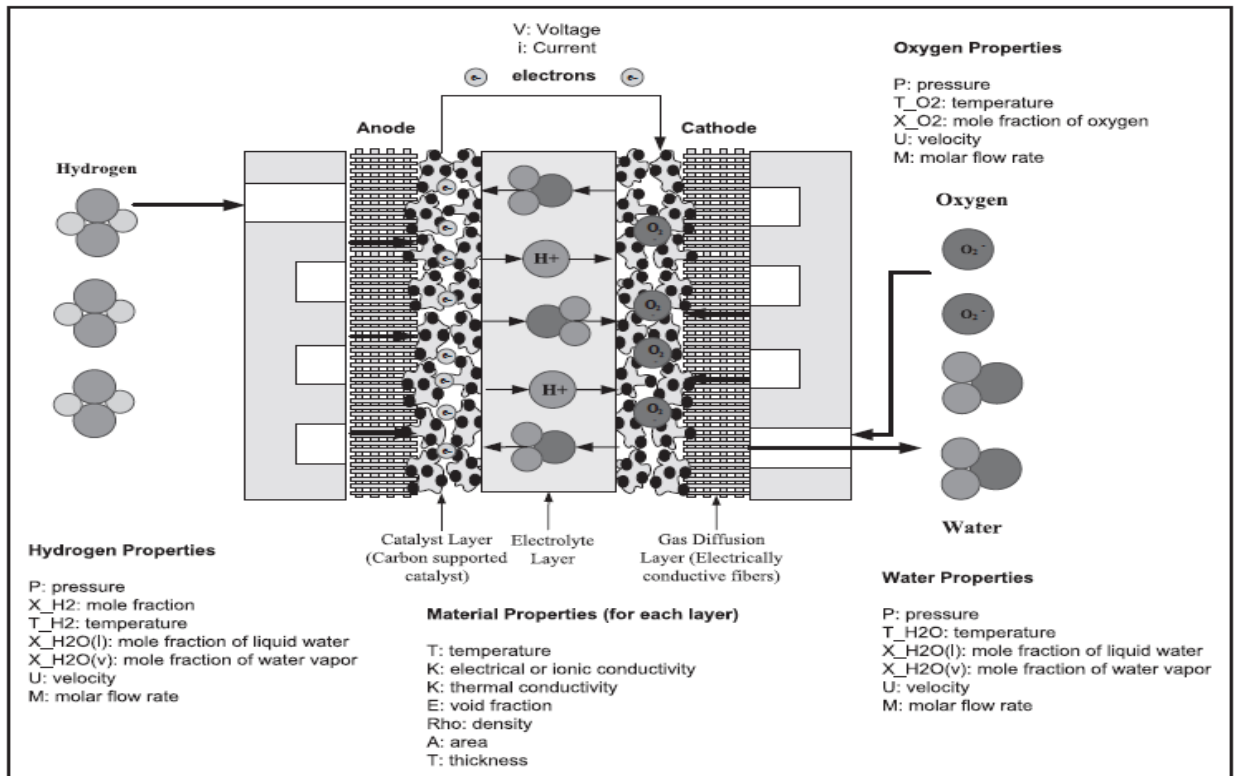 V: Voltage
i: Current
e- electrons e-
Oxygen Properties
P: pressure
T_O2: temperature
X_O2: mole fraction of oxygen
U: velocity
M: molar flow rate
Anode
Cathode
Hydrogen
Oxygen
e-
e-
e-
e-
e-
e-
e-
H+
H+
O₂ -
O₂ -
O₂ -
O₂
O₂ -
O₂ -
Water
Catalyst Layer
(Carbon supported
catalyst)
Electrolyte
Layer
Gas Diffusion
Layer (Electrically
conductive fibers)
Hydrogen Properties
P: pressure
X_H2: mole fraction
T_H2: temperature
X_H2O(l): mole fraction of liquid water
X_H2O(v): mole fraction of water vapor
U: velocity
M: molar flow rate
Material Properties (for each layer)
T: temperature
K: electrical or ionic conductivity
K: thermal conductivity
E: void fraction
Rho: density
A: area
T: thickness
Water Properties
P: pressure
T_H2O: temperature
X_H2O(l): mole fraction of liquid water
X_H2O(v): mole fraction of water vapor
U: velocity
M: molar flow rate